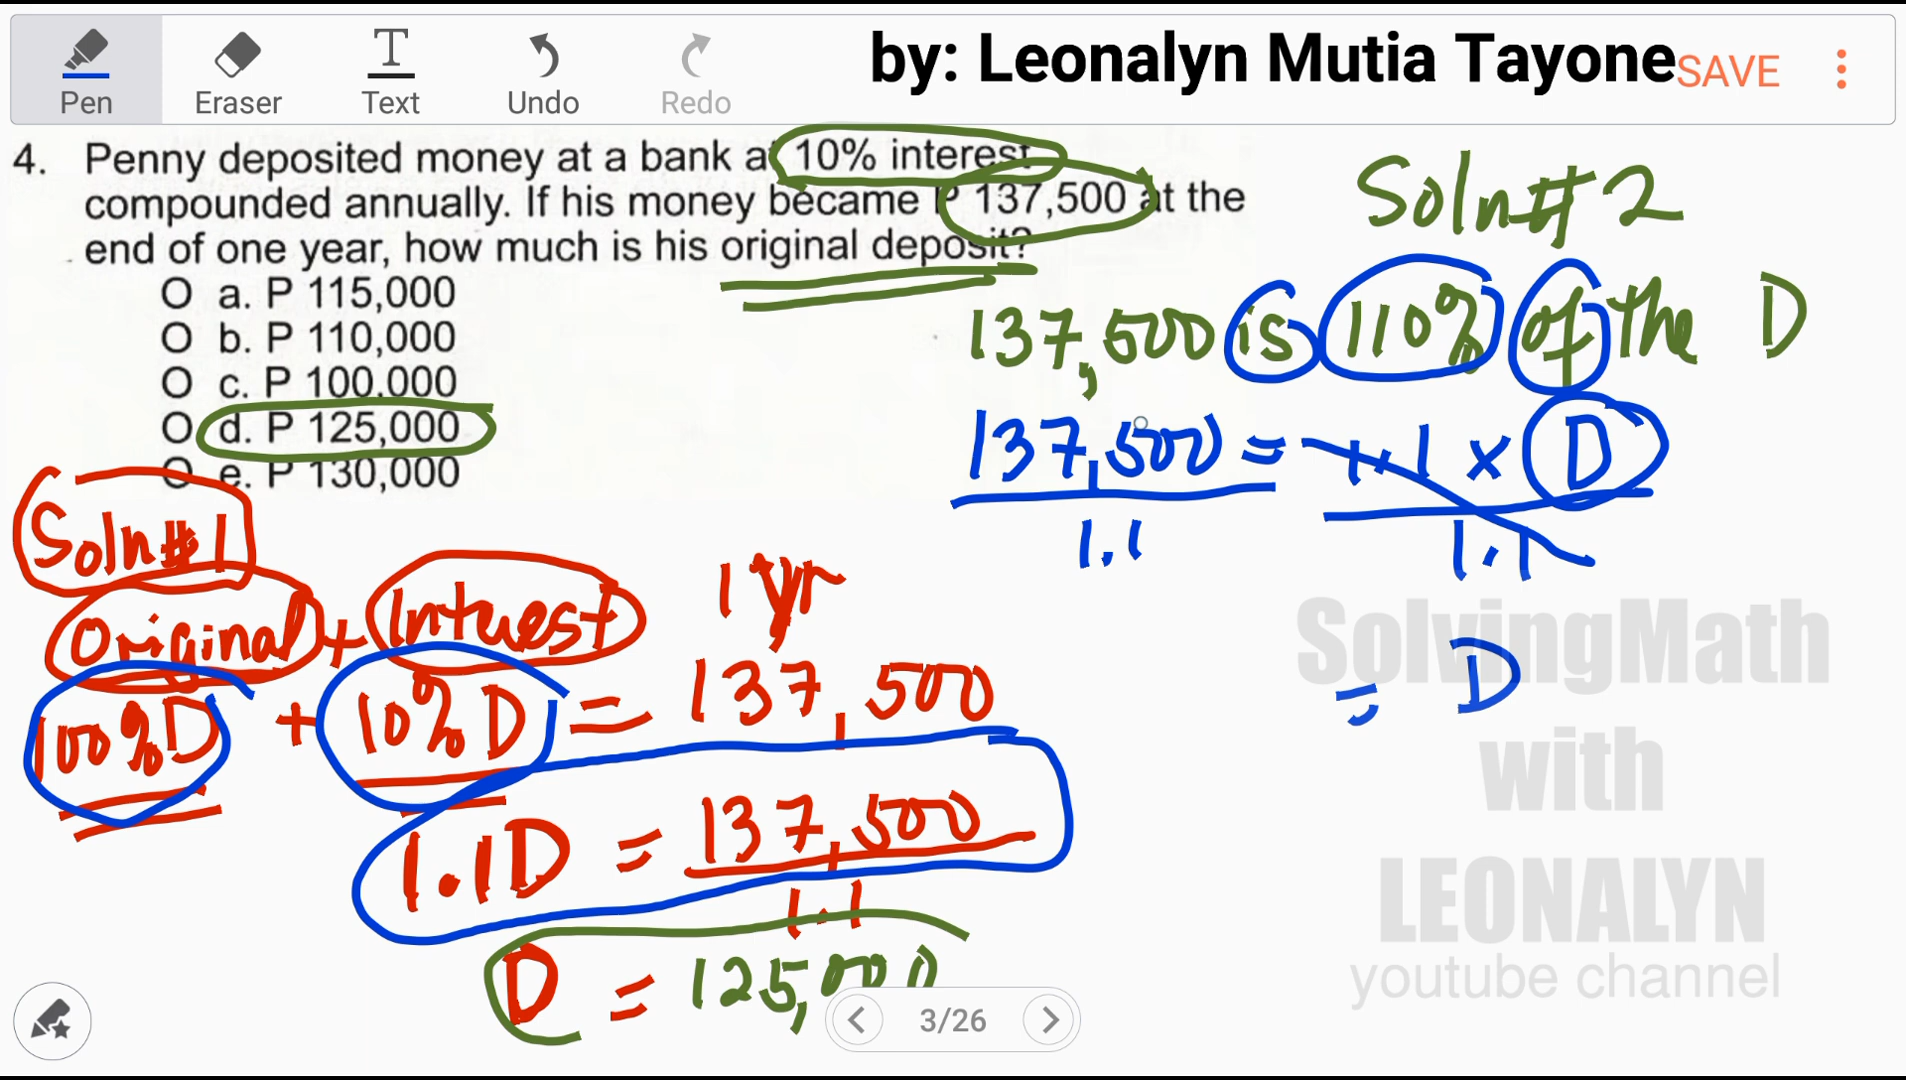 Pen
Eraser
Text
Undo
Redo
by: Leonalyn Mutia Tayone
SAVE
4. Penny deposited money at a bank at 10% interest
compounded annually. If his money became P 137,500 at the
end of one year, how much is his original deposit?
O a. P 115,000
O b. P 110,000
O c. P 100,000
O d. P 125,000
O e. P 130,000
Soln#2
137,500 is 110% of the D
137,500 = 1.1 x D
1.1 1.1
= D
Soln#1
Original + Interest 1 yr
100%D + 10%D = 137,500
1.1D = 137,500
1.1
D = 125,000
SolvingMath
with
LEONALYN
youtube channel
3/26